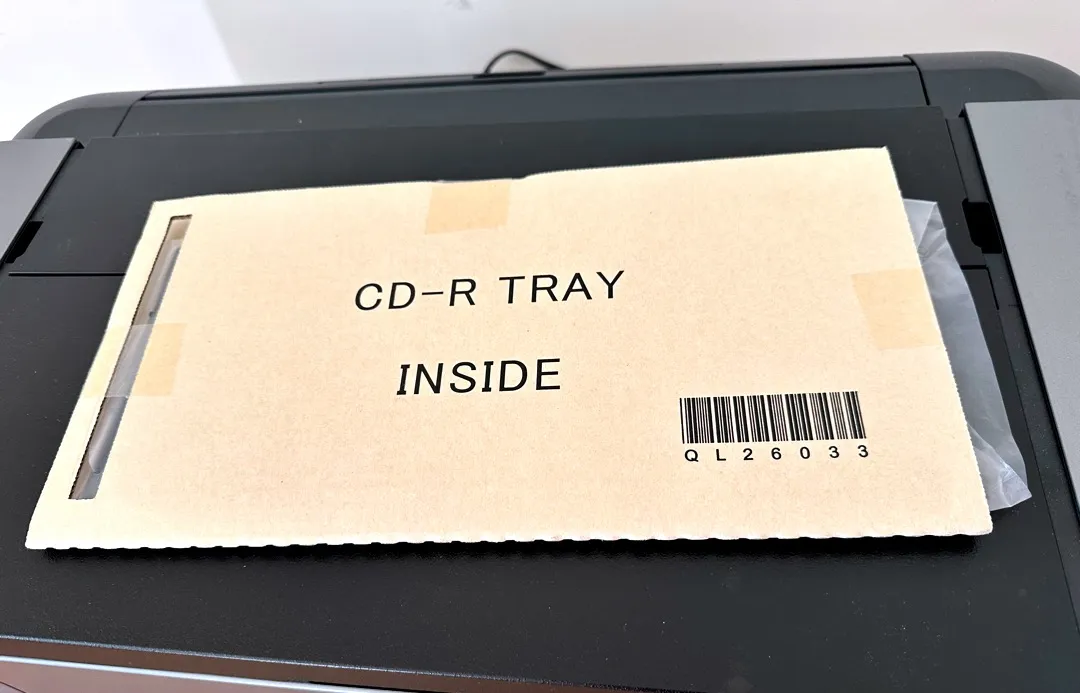 CD-R TRAY
INSIDE
QL26033